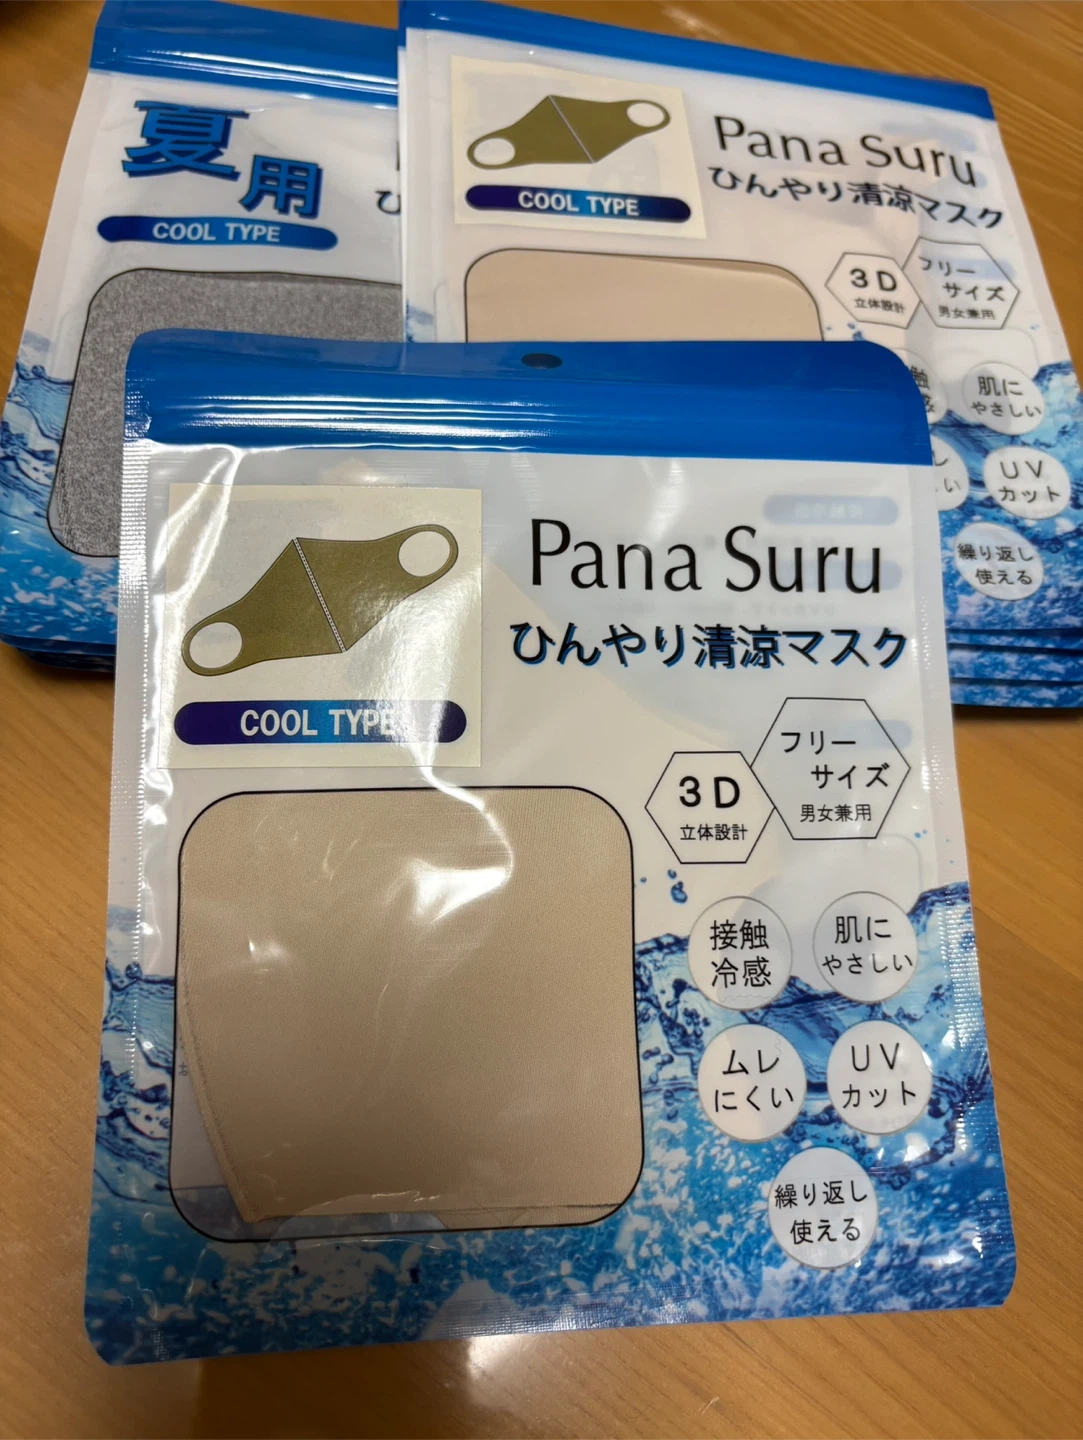 夏用
COOL TYPE
ひ
COOL TYPE
Pana Suru
ひんやり清涼マスク
3D
立体設計
フリー
サイズ
男女兼用
肌に
やさしい
UV
カット
繰り返し
使える
COOL TYPE
Pana Suru
ひんやり清涼マスク
3D
立体設計
フリー
サイズ
男女兼用
接触
冷感
肌に
やさしい
ムレ
にくい
UV
カット
繰り返し
使える